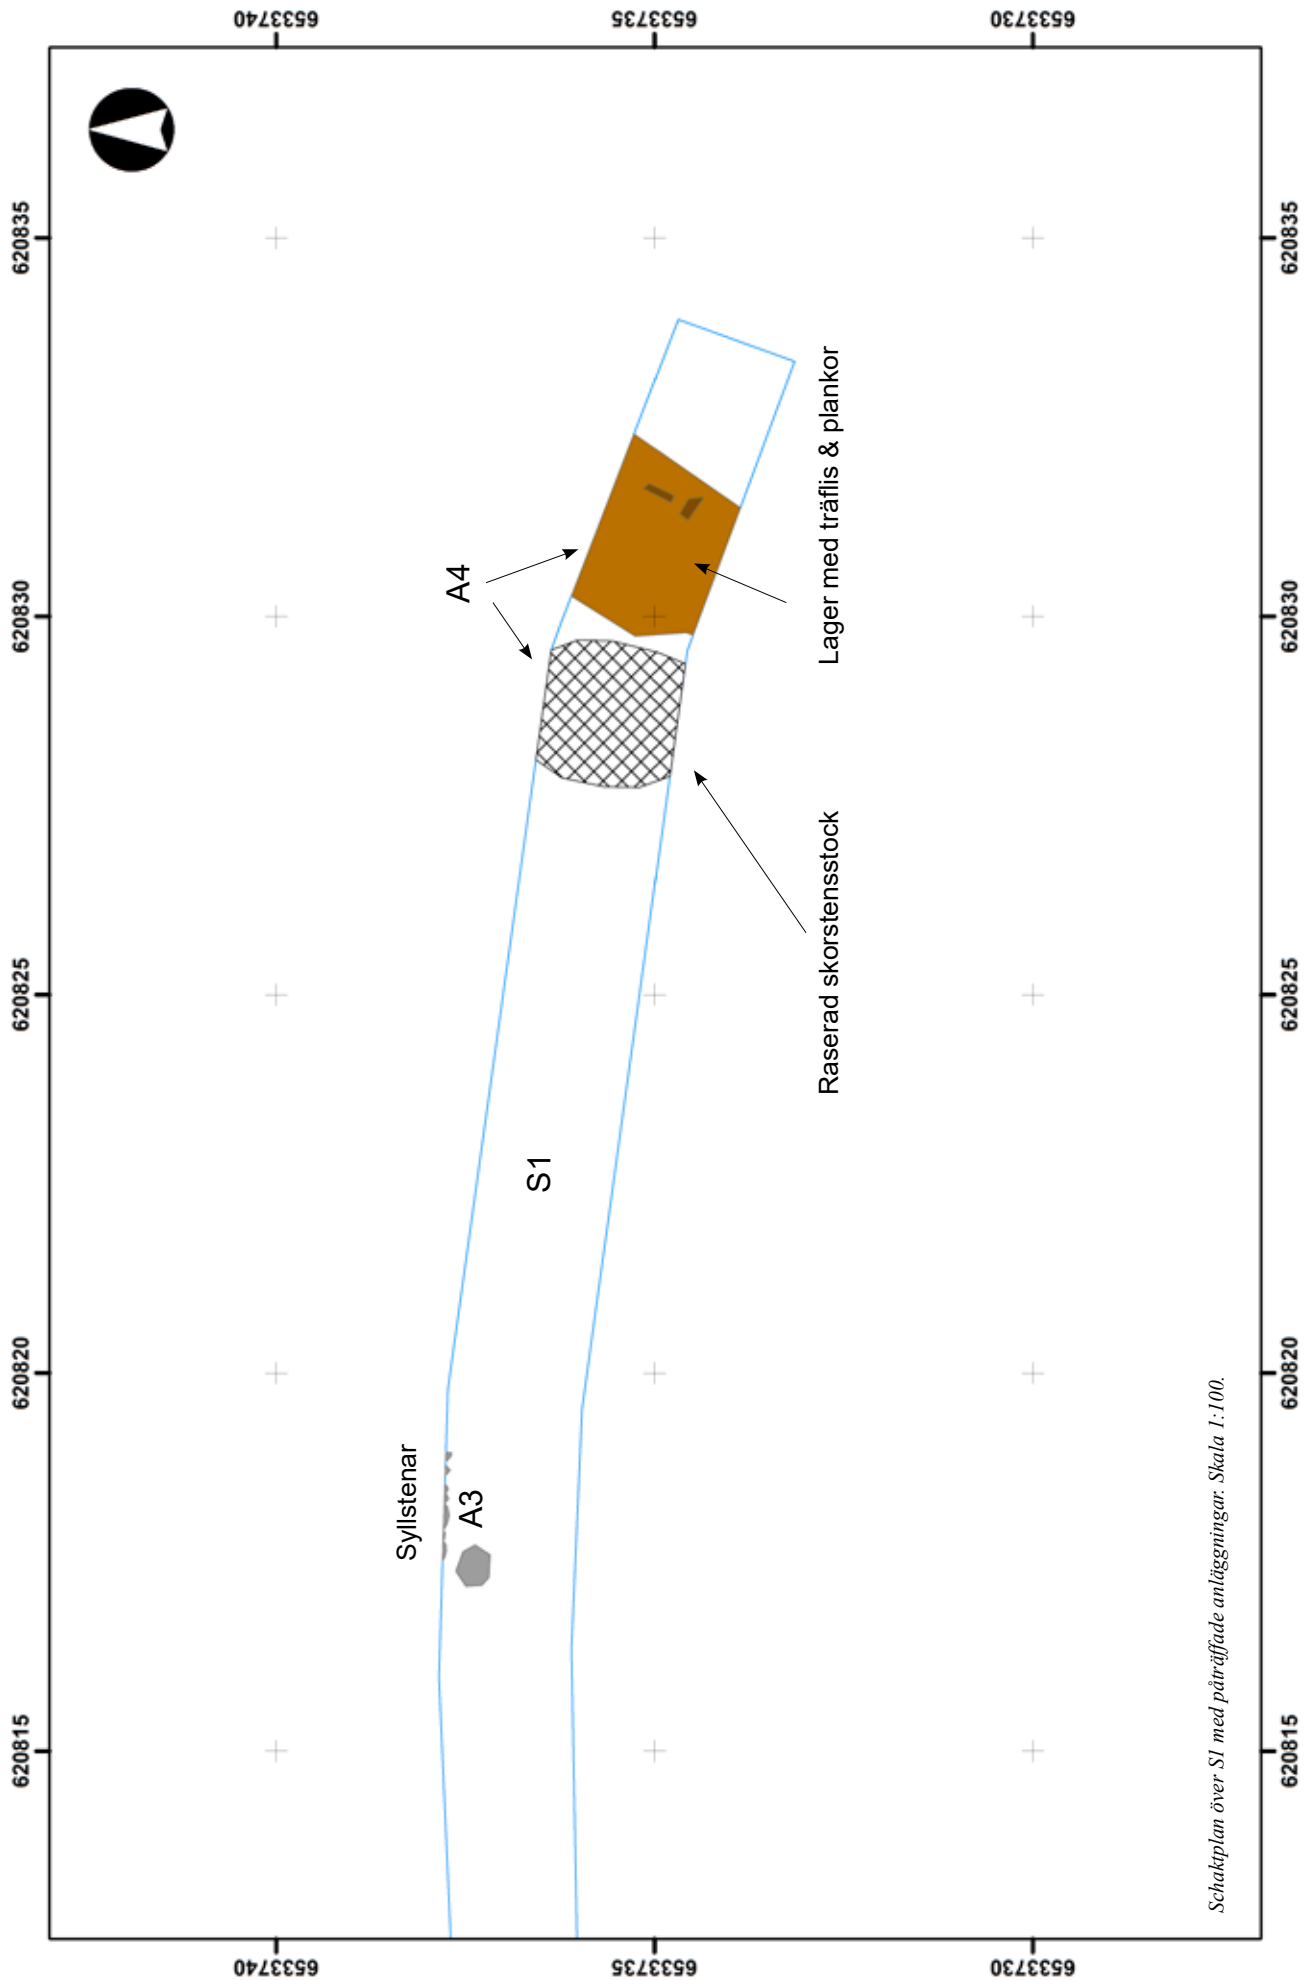 620815
620820
620825
620830
620835
6533740
6533740
6533735
6533735
6533730
6533730
Syllstenar
A3
S1
A4
Raserad skorstensstock
Lager med träflis & plankor
Schaktplan över S1 med påträffade anläggningar. Skala 1:100.
620815
620820
620825
620830
620835